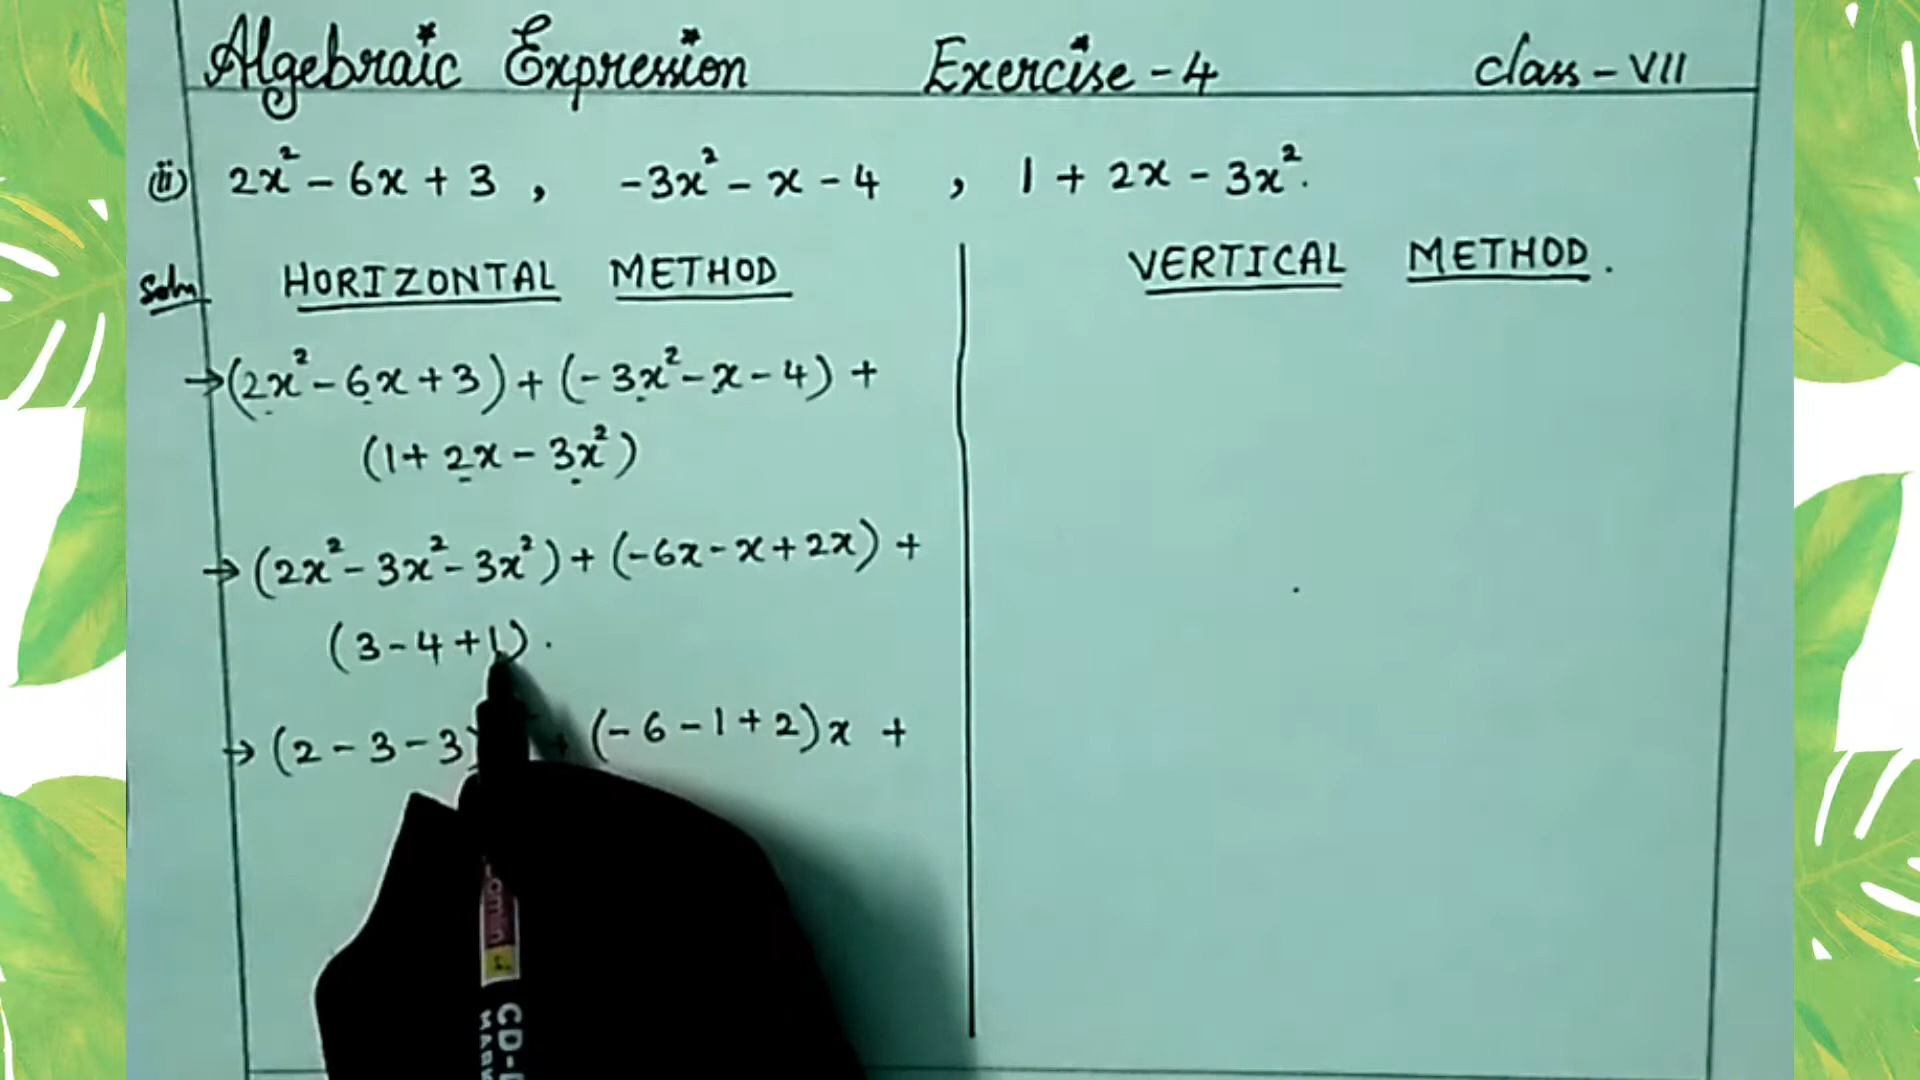 Algebraic Expression Exercise - 4 Class - VII
(ii) 2x² - 6x + 3 , -3x² - x - 4 , 1 + 2x - 3x².
Soln HORIZONTAL METHOD
→ (2x² - 6x + 3) + (-3x² - x - 4) +
(1 + 2x - 3x²)
→ (2x² - 3x² - 3x²) + (-6x - x + 2x) +
(3 - 4 + 1) .
→ (2 - 3 - 3) + (-6 - 1 + 2)x +
VERTICAL METHOD .
CD-